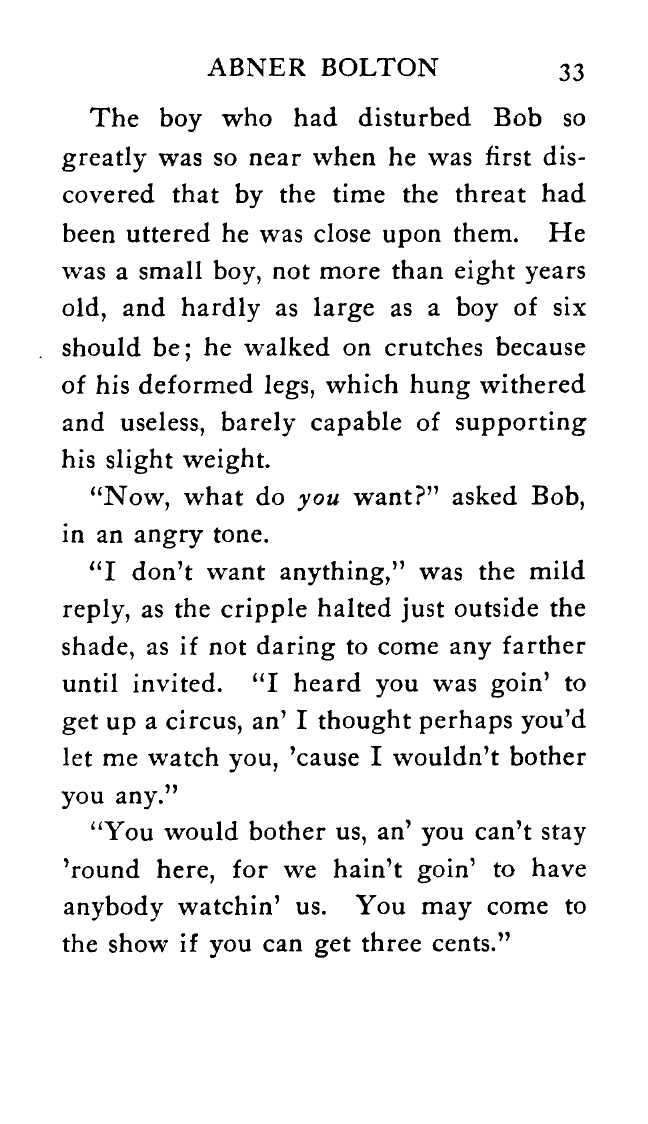 ABNER BOLTON 33
The boy who had disturbed Bob so
greatly was so near when he was first dis-
covered that by the time the threat had
been uttered he was close upon them. He
was a small boy, not more than eight years
old, and hardly as large as a boy of six
should be; he walked on crutches because
of his deformed legs, which hung withered
and useless, barely capable of supporting
his slight weight.
“Now, what do you want?” asked Bob,
in an angry tone.
“I don’t want anything,” was the mild
reply, as the cripple halted just outside the
shade, as if not daring to come any farther
until invited. “I heard you was goin’ to
get up a circus, an’ I thought perhaps you’d
let me watch you, ’cause I wouldn’t bother
you any.”
“You would bother us, an’ you can’t stay
’round here, for we hain’t goin’ to have
anybody watchin’ us. You may come to
the show if you can get three cents.”